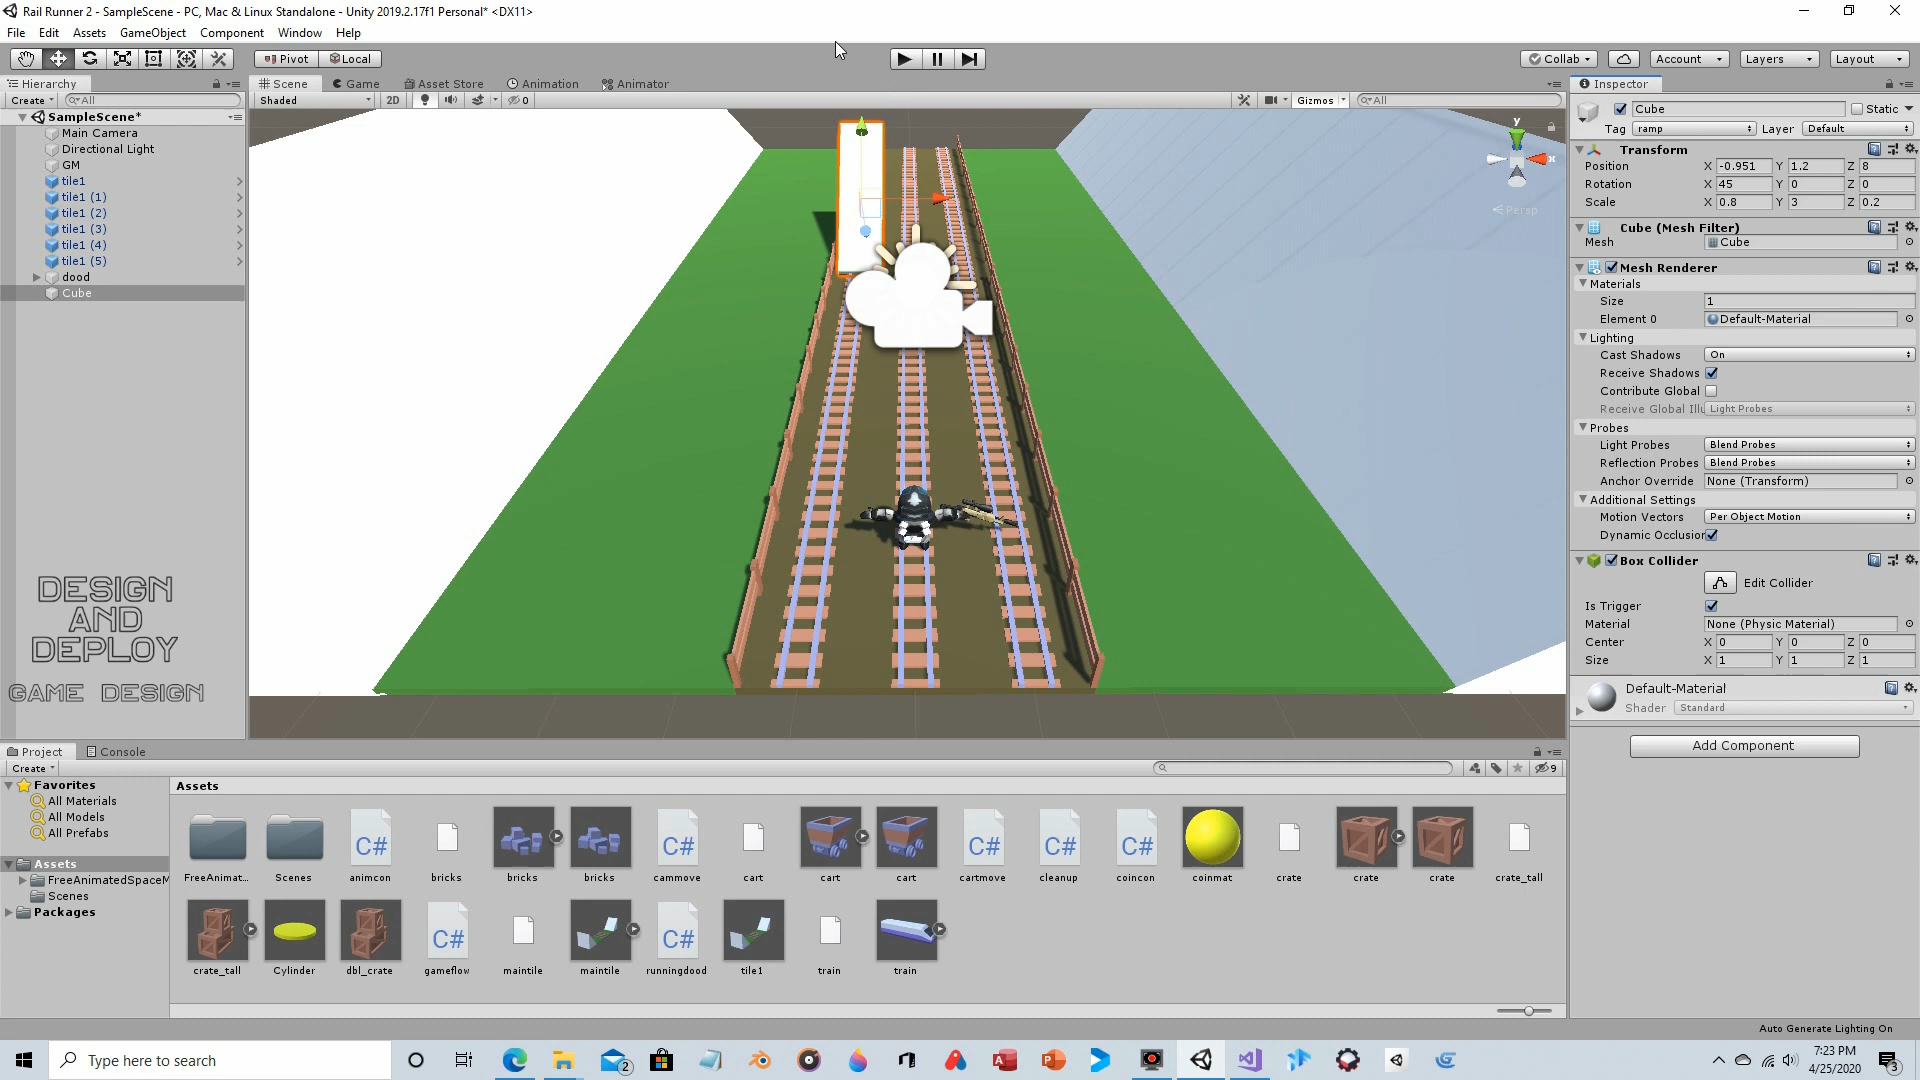 Rail Runner 2 - SampleScene - PC, Mac & Linux Standalone - Unity 2019.2.17f1 Personal* <DX11>
File Edit Assets GameObject Component Window Help
Pivot Local Collab Account Layers Layout
Hierarchy Scene Game Asset Store Animation Animator Inspector
Create All Shaded 2D 0 Gizmos All
SampleScene*
Main Camera
Directional Light
GM
tile1
tile1 (1)
tile1 (2)
tile1 (3)
tile1 (4)
tile1 (5)
dood
Cube
DESIGN
AND
DEPLOY
GAME DESIGN
y
x
Persp
Cube Static
Tag ramp Layer Default
Transform
Position X -0.951 Y 1.2 Z 8
Rotation X 45 Y 0 Z 0
Scale X 0.8 Y 3 Z 0.2
Cube (Mesh Filter)
Mesh Cube
Mesh Renderer
Materials
Size 1
Element 0 Default-Material
Lighting
Cast Shadows On
Receive Shadows
Contribute Global
Receive Global Illu Light Probes
Probes
Light Probes Blend Probes
Reflection Probes Blend Probes
Anchor Override None (Transform)
Additional Settings
Motion Vectors Per Object Motion
Dynamic Occlusion
Box Collider
Edit Collider
Is Trigger
Material None (Physic Material)
Center X 0 Y 0 Z 0
Size X 1 Y 1 Z 1
Default-Material
Shader Standard
Add Component
Project Console
Create 9
Favorites
All Materials
All Models
All Prefabs
Assets
FreeAnimatedSpaceM
Scenes
Packages
Assets
C# C# C# C# C#
FreeAnimat... Scenes animcon bricks bricks bricks cammove cart cart cart cartmove cleanup coincon coinmat crate crate crate crate_tall
C# C#
crate_tall Cylinder dbl_crate gameflow maintile maintile runningdood tile1 train train
Auto Generate Lighting On
Type here to search
2
7:23 PM
4/25/2020
3